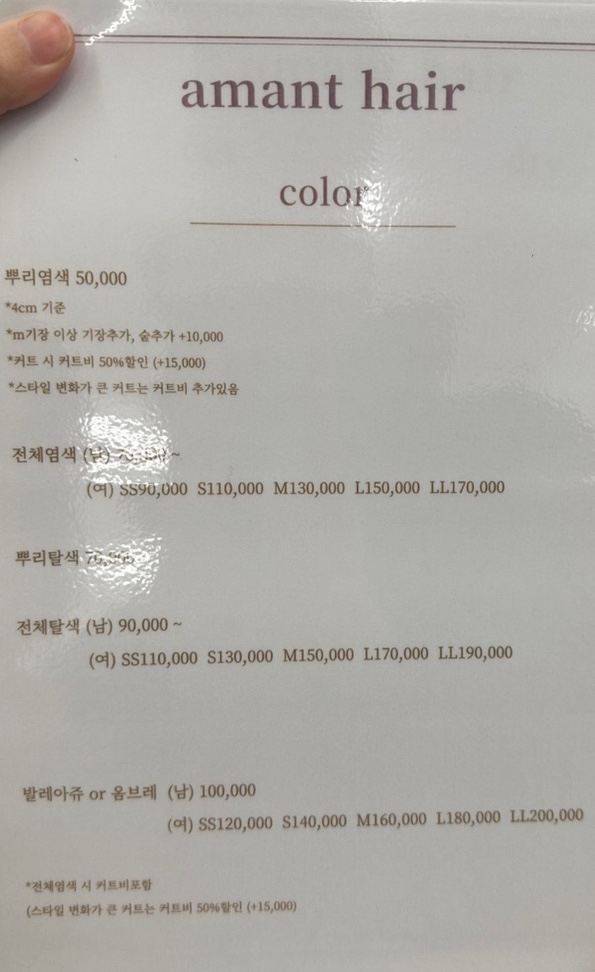 amant hair
color
뿌리염색 50,000
*4cm 기준
*m기장 이상 기장추가, 숱추가 +10,000
*커트 시 커트비 50%할인 (+15,000)
*스타일 변화가 큰 커트는 커트비 추가있음
전체염색 (남) 70,000 ~
(여) SS90,000 S110,000 M130,000 L150,000 LL170,000
뿌리탈색
전체탈색 (남) 90,000 ~
(여) SS110,000 S130,000 M150,000 L170,000 LL190,000
발레아쥬 or 옴브레 (남) 100,000
(여) SS120,000 S140,000 M160,000 L180,000 LL200,000
*전체염색 시 커트비포함
(스타일 변화가 큰 커트는 커트비 50%할인 (+15,000)